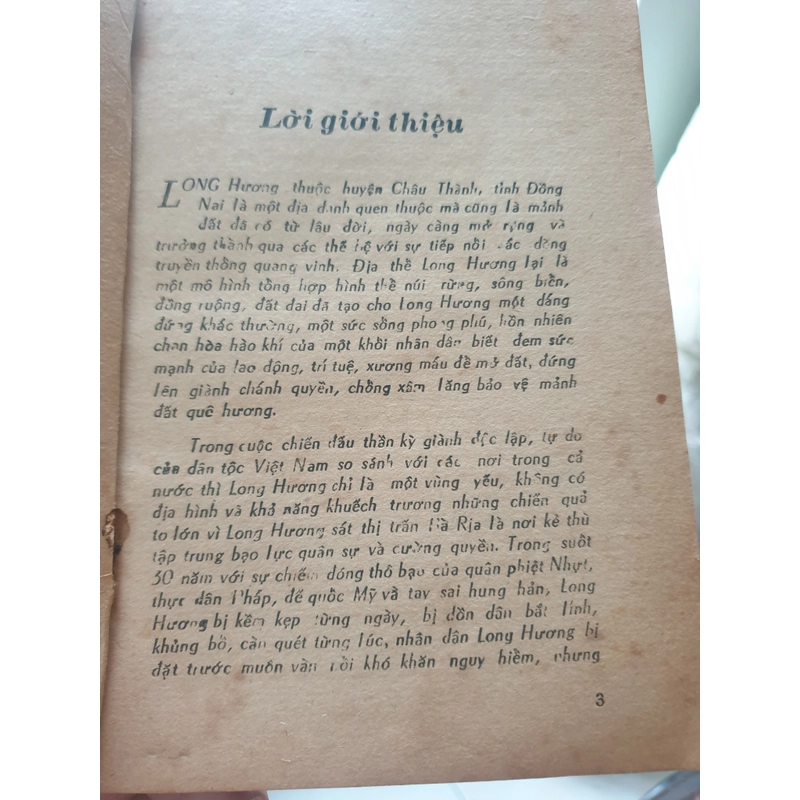 Lời giới thiệu
LONG Hương thuộc huyện Châu Thành, tỉnh Đồng
Nai là một địa danh quen thuộc mà cũng là mảnh
đất đã có từ lâu đời, ngày càng mở rộng và
trưởng thành qua các thế hệ với sự tiếp nối các dòng
truyền thống quang vinh. Địa thế Long Hương lại là
một mô hình tổng hợp hình thế núi rừng, sông biển,
đồng ruộng, đất đai đã tạo cho Long Hương một dáng
đứng khác thường, một sức sống phong phú, hồn nhiên
chan hòa hào khí của một khối nhân dân biết đem sức
mạnh của lao động, trí tuệ, xương máu để mở đất, đứng
lên giành chánh quyền, chống xâm lăng bảo vệ mảnh
đất quê hương.
Trong cuộc chiến đấu thần kỳ giành độc lập, tự do
của dân tộc Việt Nam so sánh với các nơi trong cả
nước thì Long Hương chỉ là một vùng yếu, không có
địa hình và khả năng khuếch trương những chiến quả
to lớn vì Long Hương sát thị trấn Bà Rịa là nơi kẻ thù
tập trung bạo lực quân sự và cường quyền. Trong suốt
30 năm với sự chiếm đóng thô bạo của quân phiệt Nhựt,
thực dân Pháp, đế quốc Mỹ và tay sai hung hản, Long
Hương bị kềm kẹp từng ngày, bị dồn dân bắt lính,
khủng bố, càn quét từng lúc, nhân dân Long Hương bị
đặt trước muôn vàn nỗi khó khăn nguy hiểm, nhưng
3